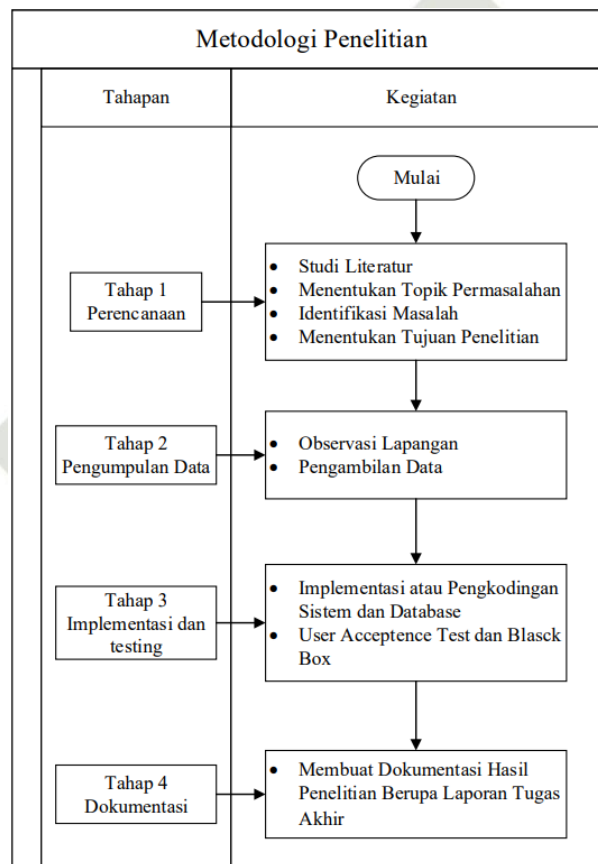 Metodologi Penelitian
Tahapan
Kegiatan
Mulai
Tahap 1
Perencanaan
• Studi Literatur
• Menentukan Topik Permasalahan
• Identifikasi Masalah
• Menentukan Tujuan Penelitian
Tahap 2
Pengumpulan Data
• Observasi Lapangan
• Pengambilan Data
Tahap 3
Implementasi dan
testing
• Implementasi atau Pengkodingan
Sistem dan Database
• User Acceptence Test dan Blasck
Box
Tahap 4
Dokumentasi
• Membuat Dokumentasi Hasil
Penelitian Berupa Laporan Tugas
Akhir